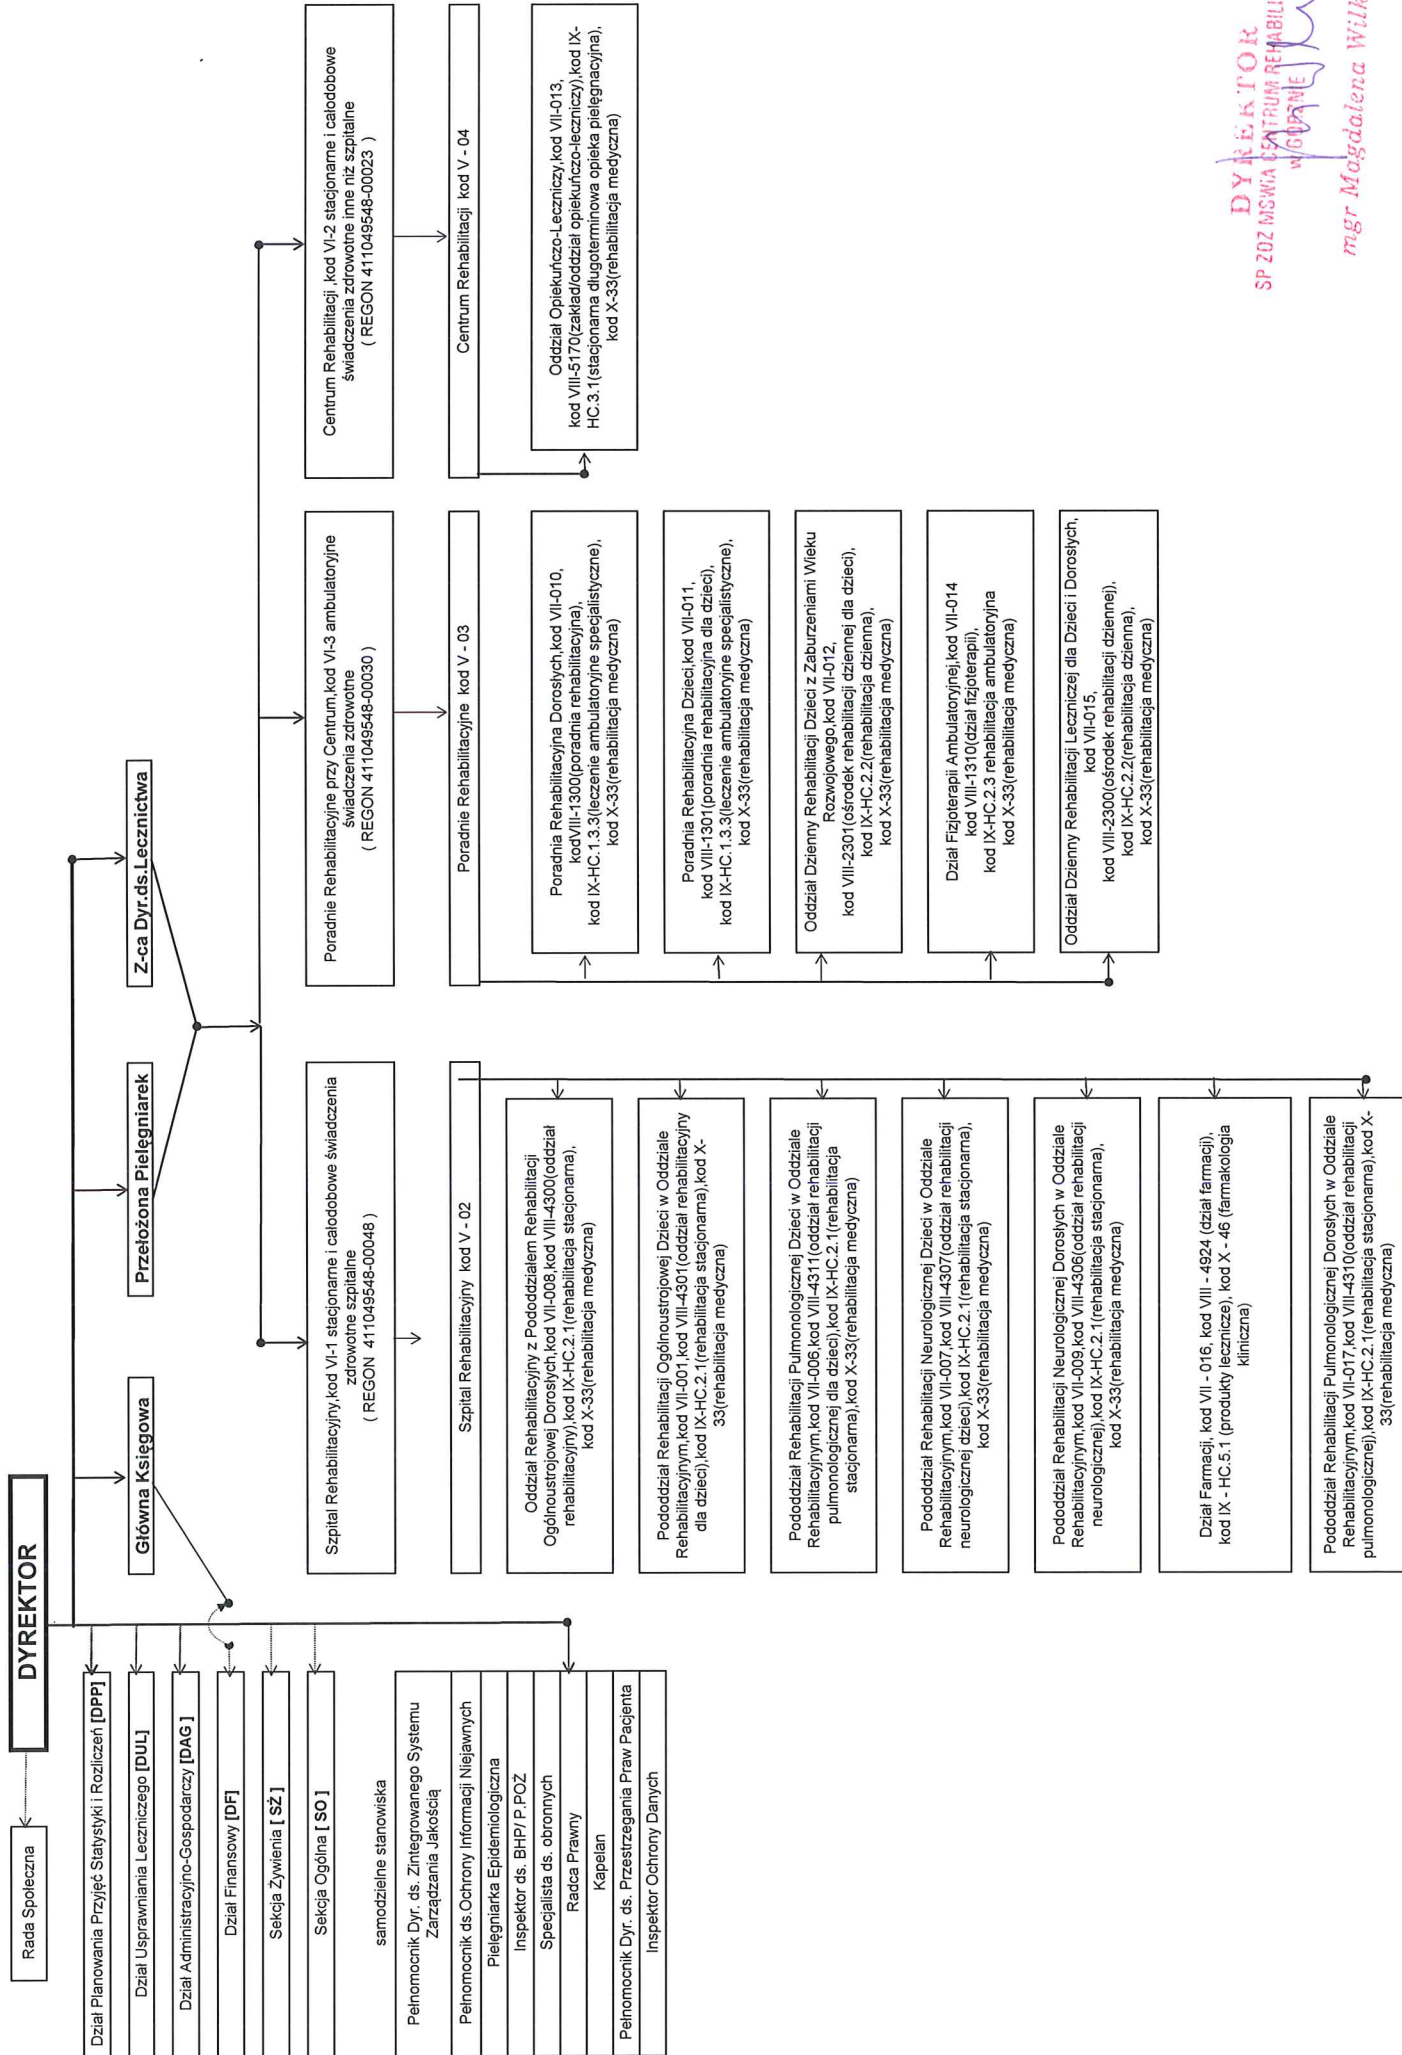 DYREKTOR
Rada Społeczna
Dział Planowania Przyjęć Statystyki i Rozliczeń [DPP]
Dział Usprawniania Leczniczego [DUL]
Dział Administracyjno-Gospodarczy [DAG ]
Dział Finansowy [DF]
Sekcja Żywienia [ SŻ ]
Sekcja Ogólna [ SO ]
samodzielne stanowiska
Pełnomocnik Dyr. ds. Zintegrowanego Systemu
Zarządzania Jakością
Pełnomocnik ds.Ochrony Informacji Niejawnych
Pielęgniarka Epidemiologiczna
Inspektor ds. BHP/ P.POŻ
Specjalista ds. obronnych
Radca Prawny
Kapelan
Pełnomocnik Dyr. ds. Przestrzegania Praw Pacjenta
Inspektor Ochrony Danych
Główna Księgowa
Przełożona Pielęgniarek
Z-ca Dyr.ds.Lecznictwa
Szpital Rehabilitacyjny,kod VI-1 stacjonarne i całodobowe świadczenia
zdrowotne szpitalne
( REGON 411049548-00048 )
Szpital Rehabilitacyjny kod V - 02
Oddział Rehabilitacyjny z Pododdziałem Rehabilitacji
Ogólnoustrojowej Dorosłych,kod VII-008,kod VIII-4300(oddział
rehabilitacyjny),kod IX-HC.2.1(rehabilitacja stacjonarna),
kod X-33(rehabilitacja medyczna)
Pododdział Rehabilitacji Ogólnoustrojowej Dzieci w Oddziale
Rehabilitacyjnym,kod VII-001,kod VIII-4301(oddział rehabilitacyjny
dla dzieci),kod IX-HC.2.1(rehabilitacja stacjonarna),kod X-
33(rehabilitacja medyczna)
Pododdział Rehabilitacji Pulmonologicznej Dzieci w Oddziale
Rehabilitacyjnym,kod VII-006,kod VIII-4311(oddział rehabilitacji
pulmonologicznej dla dzieci),kod IX-HC.2.1(rehabilitacja
stacjonarna),kod X-33(rehabilitacja medyczna)
Pododdział Rehabilitacji Neurologicznej Dzieci w Oddziale
Rehabilitacyjnym,kod VII-007,kod VIII-4307(oddział rehabilitacji
neurologicznej dzieci),kod IX-HC.2.1(rehabilitacja stacjonarna),
kod X-33(rehabilitacja medyczna)
Pododdział Rehabilitacji Neurologicznej Dorosłych w Oddziale
Rehabilitacyjnym,kod VII-009,kod VIII-4306(oddział rehabilitacji
neurologicznej),kod IX-HC.2.1(rehabilitacja stacjonarna),
kod X-33(rehabilitacja medyczna)
Dział Farmacji, kod VII - 016, kod VIII - 4924 (dział farmacji),
kod IX - HC.5.1 (produkty lecznicze), kod X - 46 (farmakologia
kliniczna)
Pododdział Rehabilitacji Pulmonologicznej Dorosłych w Oddziale
Rehabilitacyjnym,kod VII-017,kod VIII-4310(oddział rehabilitacji
pulmonologicznej),kod IX-HC.2.1(rehabilitacja stacjonarna),kod X-
33(rehabilitacja medyczna)
Poradnie Rehabilitacyjne przy Centrum,kod VI-3 ambulatoryjne
świadczenia zdrowotne
( REGON 411049548-00030 )
Poradnie Rehabilitacyjne kod V - 03
Poradnia Rehabilitacyjna Dorosłych,kod VII-010,
kodVIII-1300(poradnia rehabilitacyjna),
kod IX-HC.1.3.3(leczenie ambulatoryjne specjalistyczne),
kod X-33(rehabilitacja medyczna)
Poradnia Rehabilitacyjna Dzieci,kod VII-011,
kod VIII-1301(poradnia rehabilitacyjna dla dzieci),
kod IX-HC.1.3.3(leczenie ambulatoryjne specjalistyczne),
kod X-33(rehabilitacja medyczna)
Oddział Dzienny Rehabilitacji Dzieci z Zaburzeniami Wieku
Rozwojowego,kod VII-012,
kod VIII-2301(ośrodek rehabilitacji dziennej dla dzieci),
kod IX-HC.2.2(rehabilitacja dzienna),
kod X-33(rehabilitacja medyczna)
Dział Fizjoterapii Ambulatoryjnej,kod VII-014
kod VIII-1310(dział fizjoterapii),
kod IX-HC.2.3 rehabilitacja ambulatoryjna
kod X-33(rehabilitacja medyczna)
Oddział Dzienny Rehabilitacji Leczniczej dla Dzieci i Dorosłych,
kod VII-015,
kod VIII-2300(ośrodek rehabilitacji dziennej),
kod IX-HC.2.2(rehabilitacja dzienna),
kod X-33(rehabilitacja medyczna)
Centrum Rehabilitacji ,kod VI-2 stacjonarne i całodobowe
świadczenia zdrowotne inne niż szpitalne
( REGON 411049548-00023 )
Centrum Rehabilitacji kod V - 04
Oddział Opiekuńczo-Leczniczy,kod VII-013,
kod VIII-5170(zakład/oddział opiekuńczo-leczniczy),kod IX-
HC.3.1(stacjonarna długoterminowa opieka pielęgnacyjna),
kod X-33(rehabilitacja medyczna)
DYREKTOR
SP ZOZ MSWiA CENTRUM REHABILI
W GÓRZNIE
mgr Magdalena Wilk